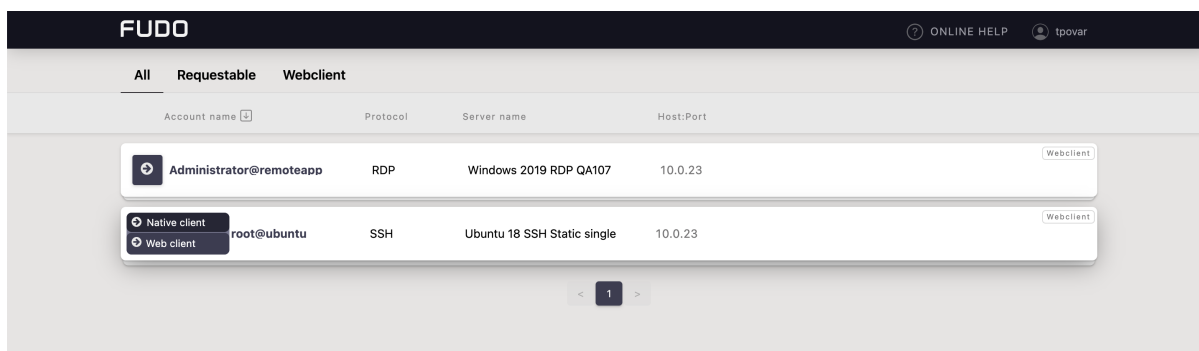 FUDO ? ONLINE HELP tpovar
All Requestable Webclient
Account name Protocol Server name Host:Port
Webclient
Administrator@remoteapp RDP Windows 2019 RDP QA107 10.0.23
Webclient
Native client
Web client
root@ubuntu SSH Ubuntu 18 SSH Static single 10.0.23
< 1 >